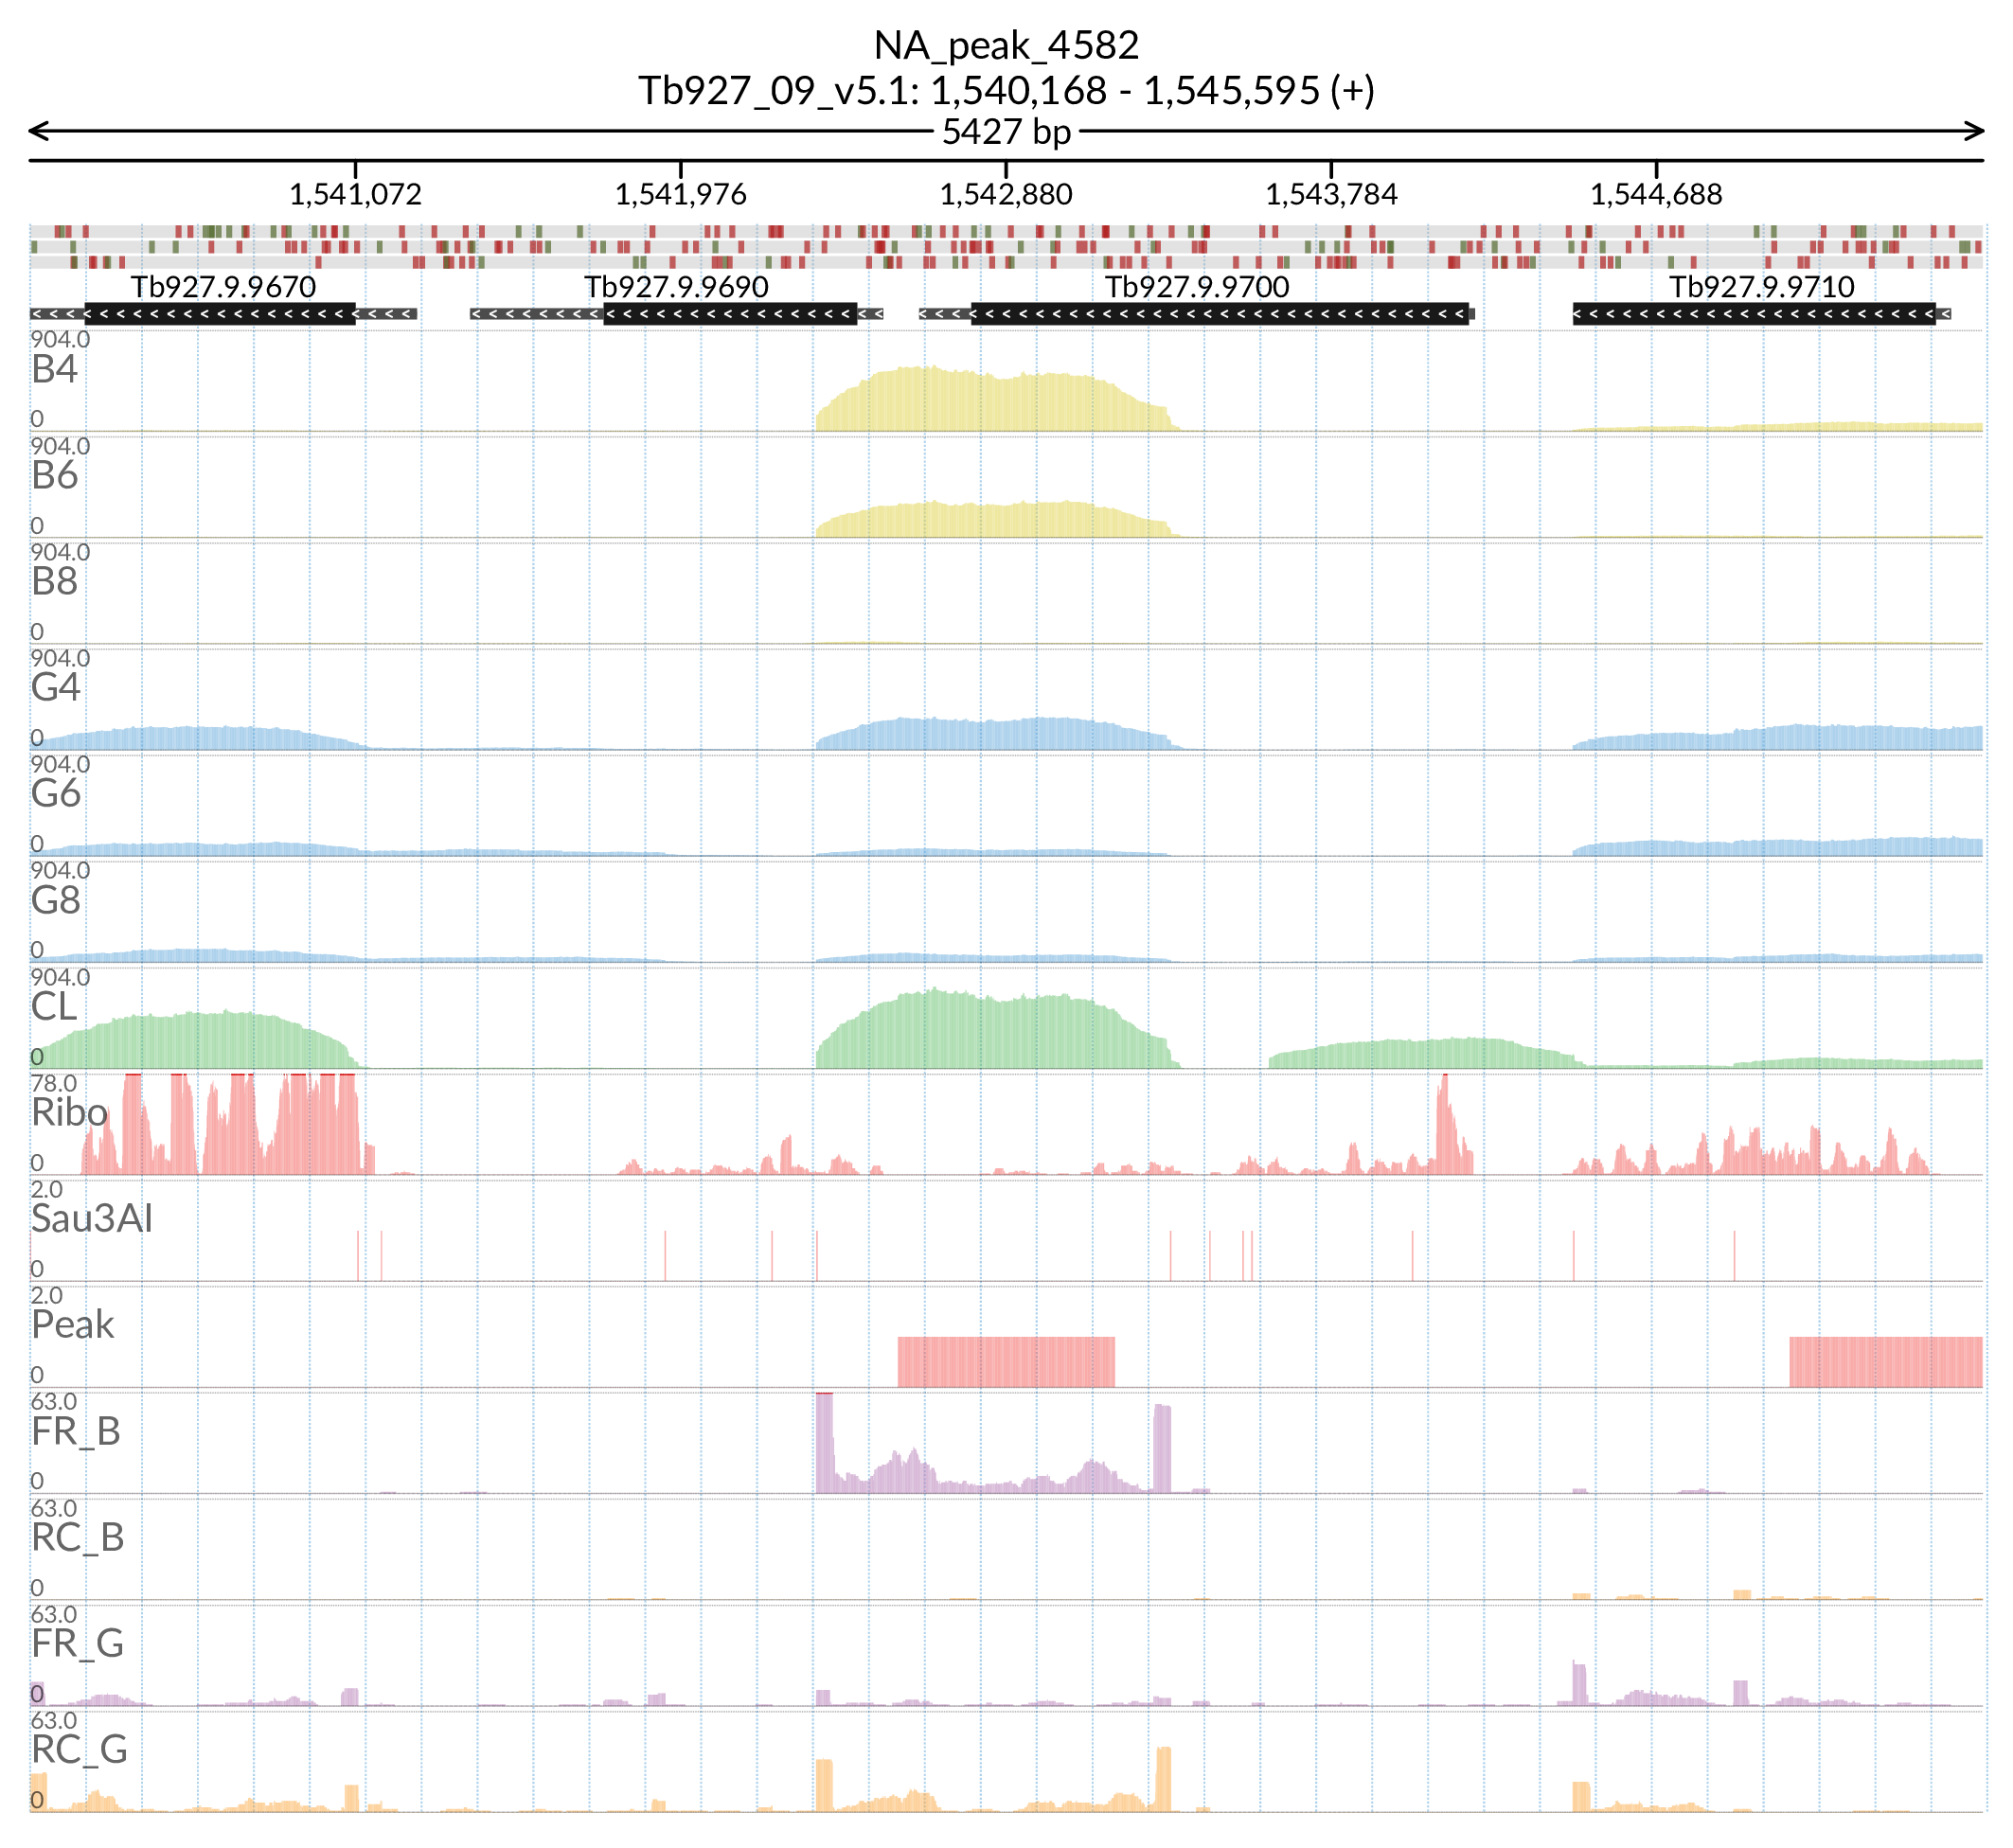 NA_peak_4582
Tb927_09_v5.1: 1,540,168 - 1,545,595 (+)
5427 bp
1,541,072 1,541,976 1,542,880 1,543,784 1,544,688
Tb927.9.9670 Tb927.9.9690 Tb927.9.9700 Tb927.9.9710
904.0
B4
0
904.0
B6
0
904.0
B8
0
904.0
G4
0
904.0
G6
0
904.0
G8
0
904.0
CL
0
78.0
Ribo
0
2.0
Sau3AI
0
2.0
Peak
0
63.0
FR_B
0
63.0
RC_B
0
63.0
FR_G
0
63.0
RC_G
0